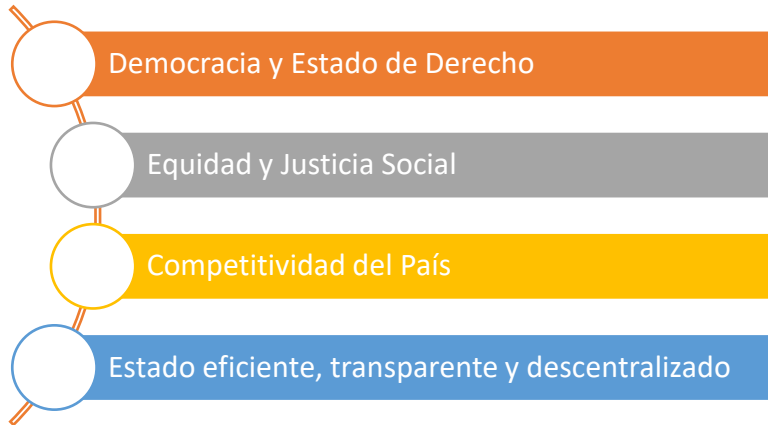 Democracia y Estado de Derecho
Equidad y Justicia Social
Competitividad del País
Estado eficiente, transparente y descentralizado